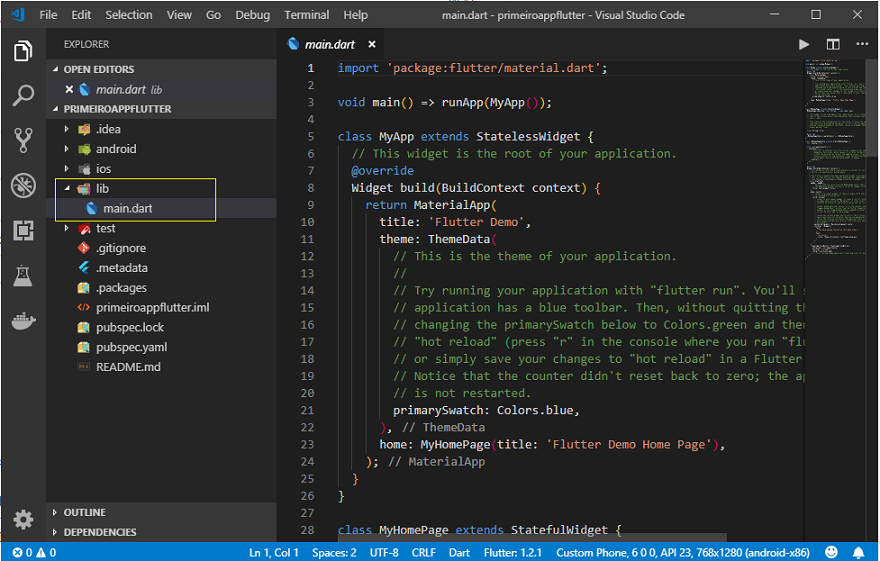 File Edit Selection View Go Debug Terminal Help main.dart - primeiroappflutter - Visual Studio Code
EXPLORER
OPEN EDITORS
main.dart lib
PRIMEIROAPPFLUTTER
.idea
android
ios
lib
main.dart
test
.gitignore
.metadata
.packages
primeiroappflutter.iml
pubspec.lock
pubspec.yaml
README.md
OUTLINE
DEPENDENCIES
main.dart
1 import 'package:flutter/material.dart';
2
3 void main() => runApp(MyApp());
4
5 class MyApp extends StatelessWidget {
6 // This widget is the root of your application.
7 @override
8 Widget build(BuildContext context) {
9 return MaterialApp(
10 title: 'Flutter Demo',
11 theme: ThemeData(
12 // This is the theme of your application.
13 //
14 // Try running your application with "flutter run". You'll s
15 // application has a blue toolbar. Then, without quitting th
16 // changing the primarySwatch below to Colors.green and the
17 // "hot reload" (press "r" in the console where you ran "flu
18 // or simply save your changes to "hot reload" in a Flutter
19 // Notice that the counter didn't reset back to zero; the ap
20 // is not restarted.
21 primarySwatch: Colors.blue,
22 ), // ThemeData
23 home: MyHomePage(title: 'Flutter Demo Home Page'),
24 ); // MaterialApp
25 }
26 }
27
28 class MyHomePage extends StatefulWidget {
0 0 Ln 1, Col 1 Spaces: 2 UTF-8 CRLF Dart Flutter: 1.2.1 Custom Phone, 6 0 0, API 23, 768x1280 (android-x86)